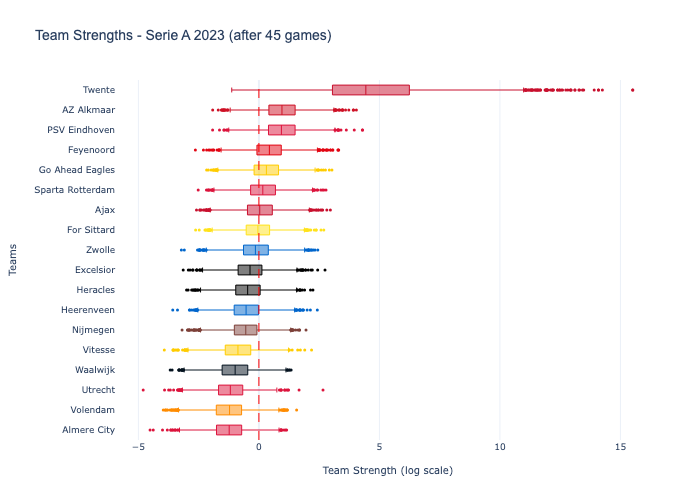 Team Strengths - Serie A 2023 (after 45 games)
Twente
AZ Alkmaar
PSV Eindhoven
Feyenoord
Go Ahead Eagles
Sparta Rotterdam
Ajax
For Sittard
Zwolle
Excelsior
Heracles
Heerenveen
Nijmegen
Vitesse
Waalwijk
Utrecht
Volendam
Almere City
Teams
−5 0 5 10 15
Team Strength (log scale)